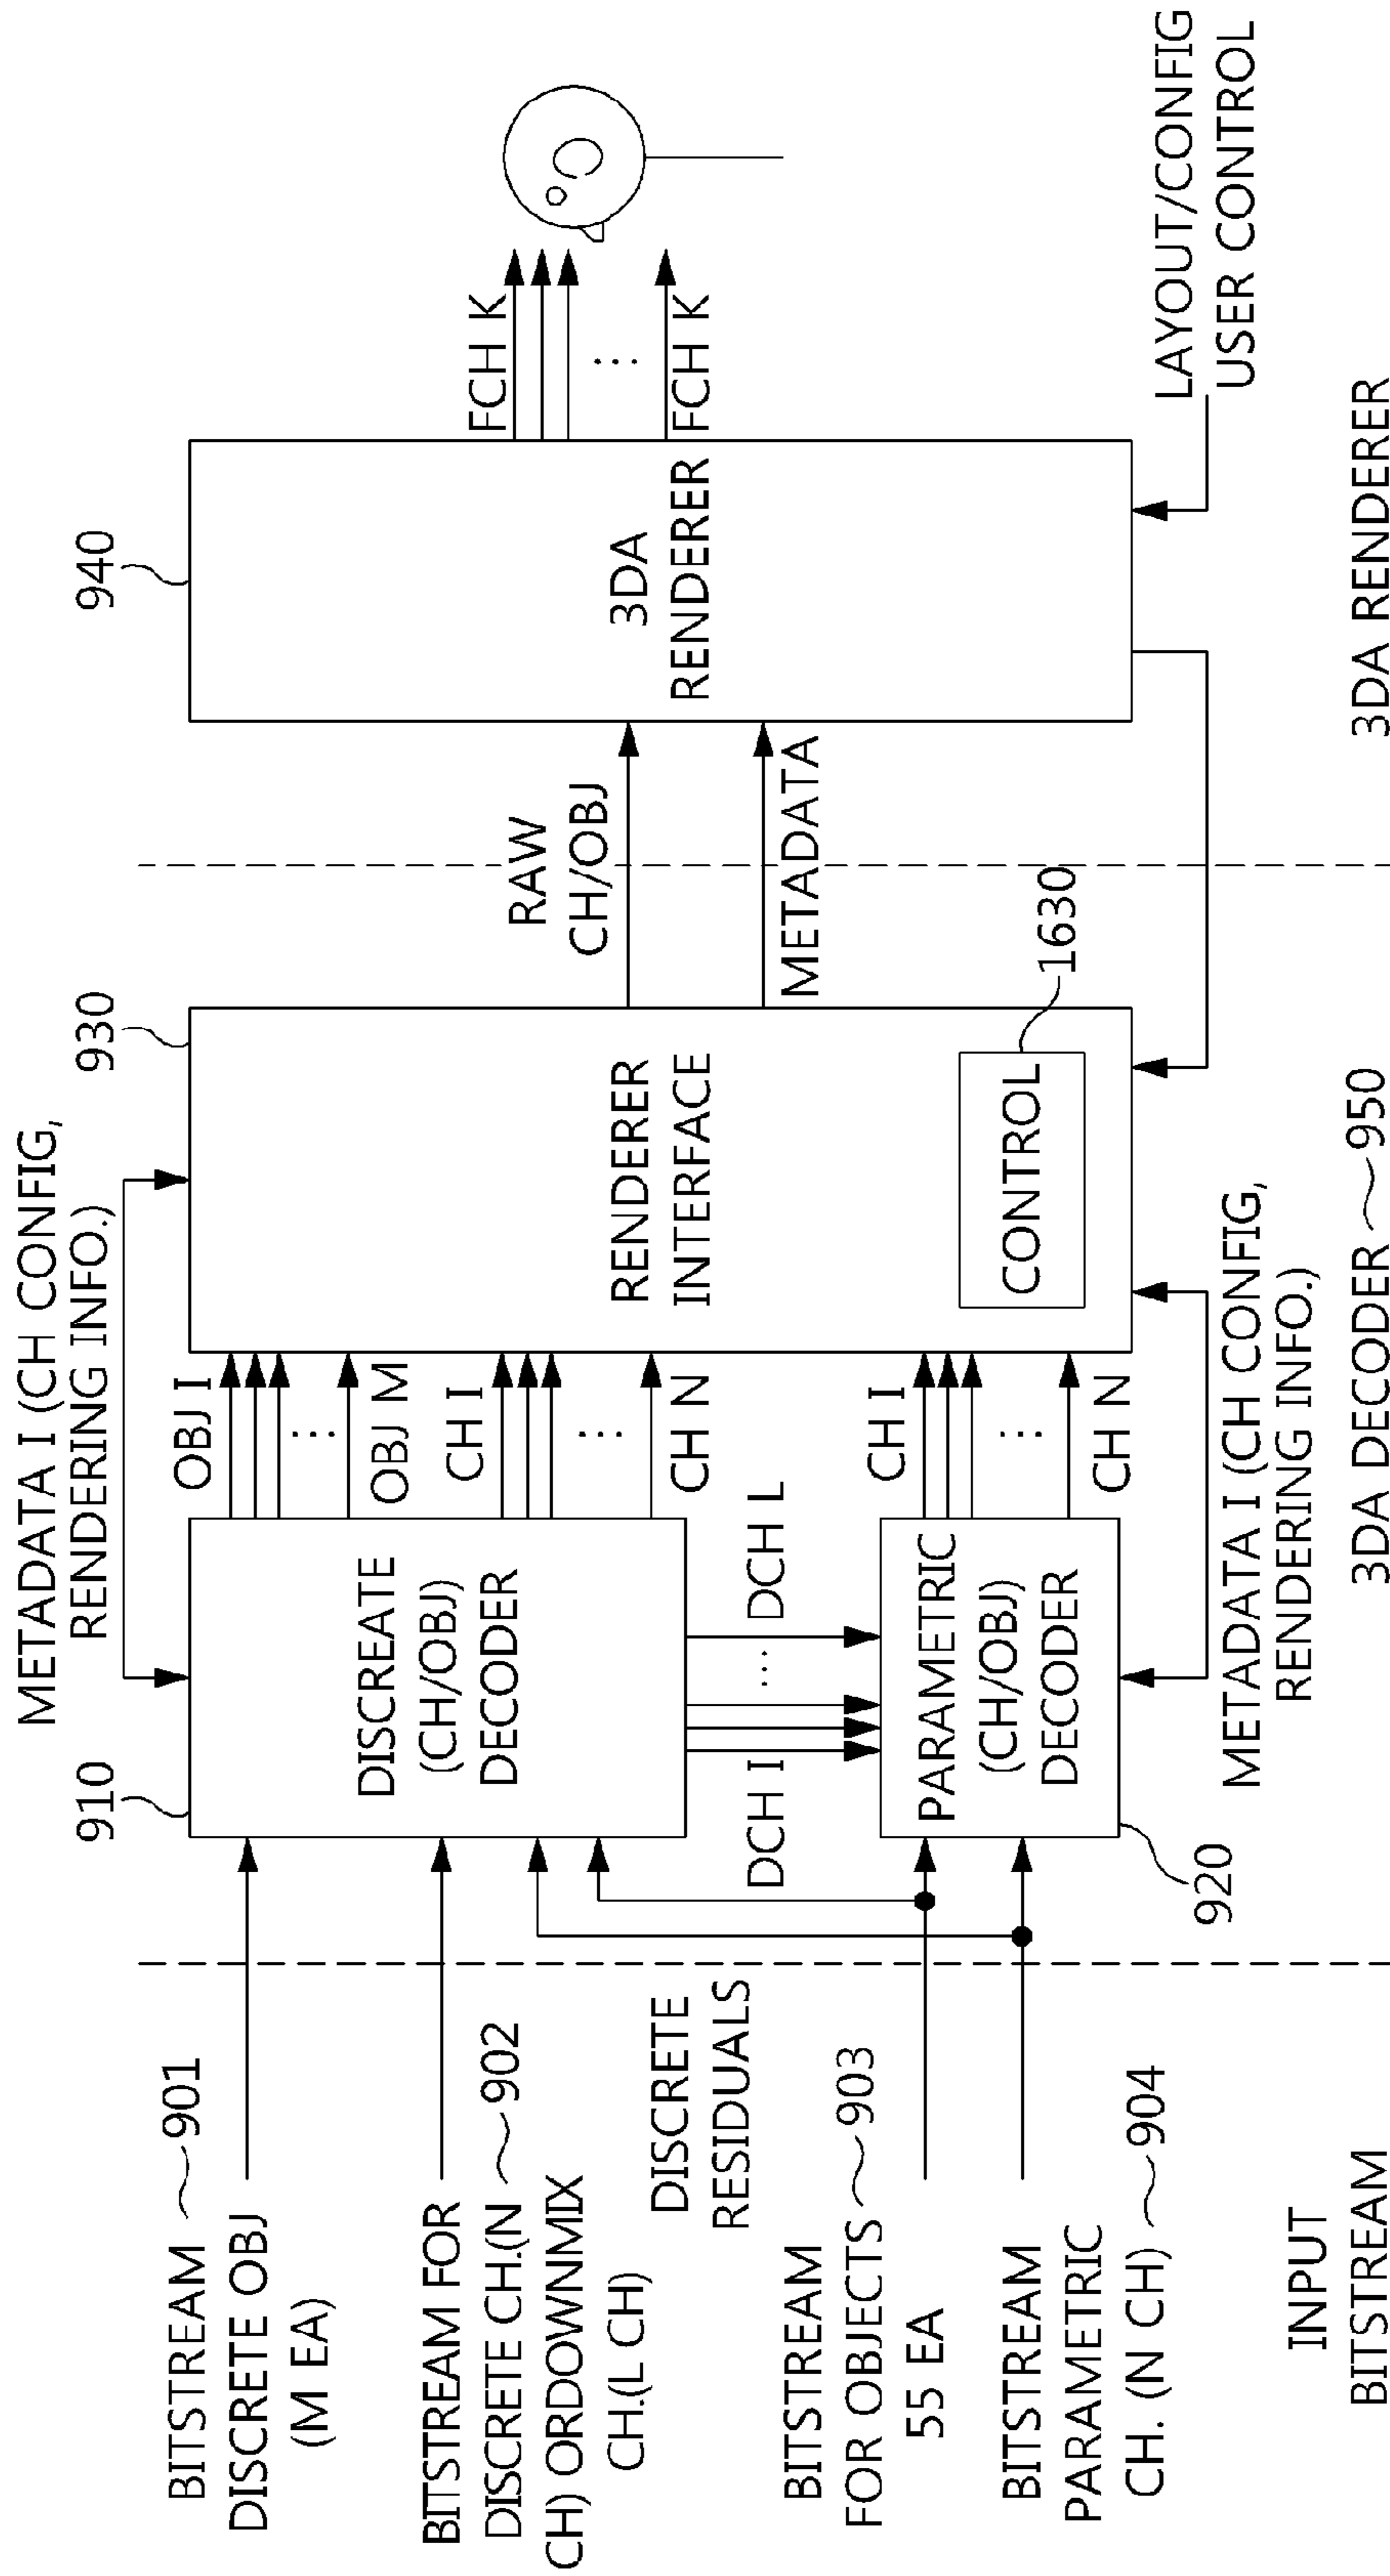 METADATA I (CH CONFIG,
RENDERING INFO.)
910
930
940
BITSTREAM 901
DISCRETE OBJ
(M EA)
BITSTREAM FOR
DISCRETE CH.(N 902
CH) ORDOWNMIX
CH.(L CH)
DISCRETE
RESIDUALS
BITSTREAM
FOR OBJECTS 903
55 EA
BITSTREAM
PARAMETRIC
CH. (N CH) 904
DISCREATE
(CH/OBJ)
DECODER
DCH I
... DCH L
PARAMETRIC
(CH/OBJ)
DECODER
920
OBJ I
...
OBJ M
CH I
...
CH N
CH I
...
CH N
RENDERER
INTERFACE
CONTROL
1630
METADATA I (CH CONFIG,
RENDERING INFO.)
RAW
CH/OBJ
METADATA
3DA
RENDERER
FCH K
...
FCH K
LAYOUT/CONFIG
USER CONTROL
INPUT
BITSTREAM
3DA DECODER 950
3DA RENDERER